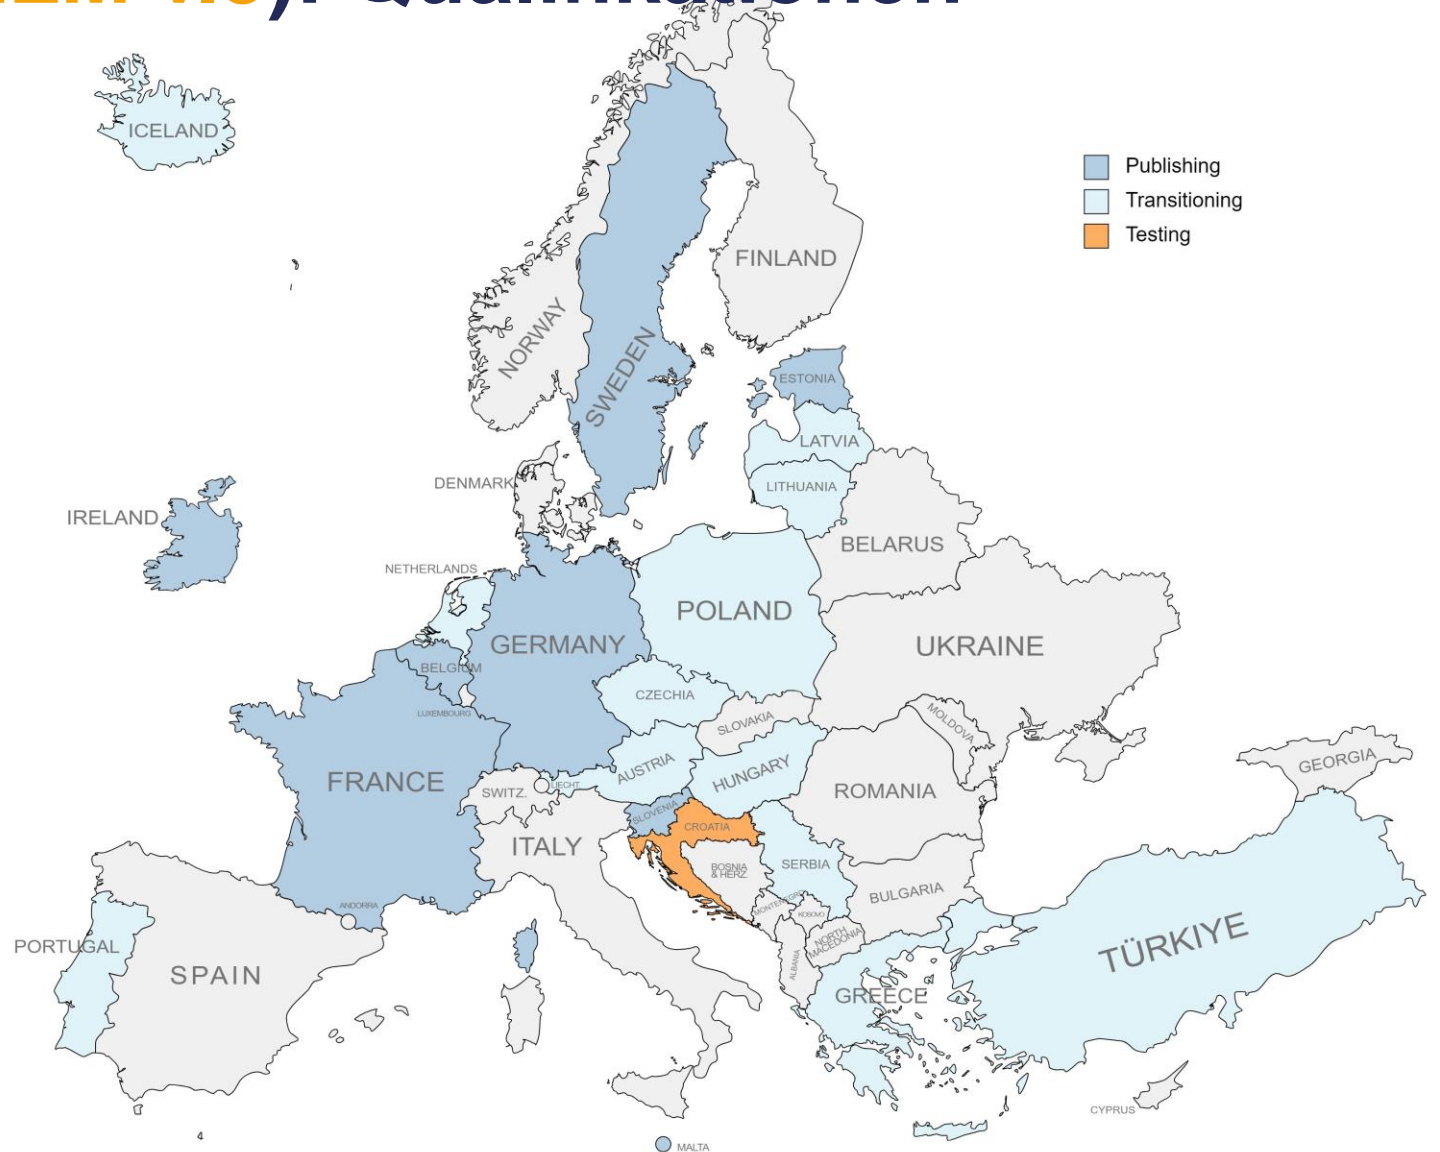 ICELAND
Publishing
Transitioning
Testing
FINLAND
NORWAY
SWEDEN
ESTONIA
LATVIA
DENMARK
LITHUANIA
IRELAND
BELARUS
NETHERLANDS
POLAND
GERMANY
UKRAINE
BELGIUM
CZECHIA
LUXEMBOURG
SLOVAKIA
MOLDOVA
FRANCE
AUSTRIA
HUNGARY
GEORGIA
SWITZ.
LIECHT.
ROMANIA
SLOVENIA
CROATIA
ITALY
SERBIA
BOSNIA
& HERZ.
BULGARIA
ANDORRA
MONTENEGRO
KOSOVO
PORTUGAL
NORTH
MACEDONIA
TÜRKIYE
SPAIN
ALBANIA
GREECE
CYPRUS
MALTA